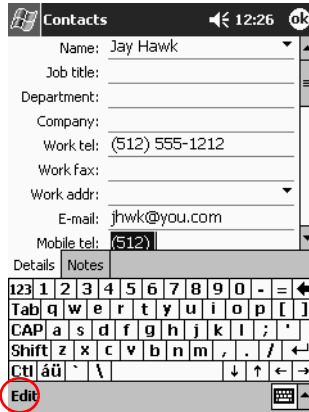 Contacts 12:26 ok
Name: Jay Hawk
Job title:
Department:
Company:
Work tel: (512) 555-1212
Work fax:
Work addr:
E-mail: jhwk@you.com
Mobile tel: (512)
Details Notes
123 1 2 3 4 5 6 7 8 9 0 - =
Tab q w e r t y u i o p [ ]
CAP a s d f g h j k l ; '
Shift z x c v b n m , . /
Ctl áü ` \
Edit